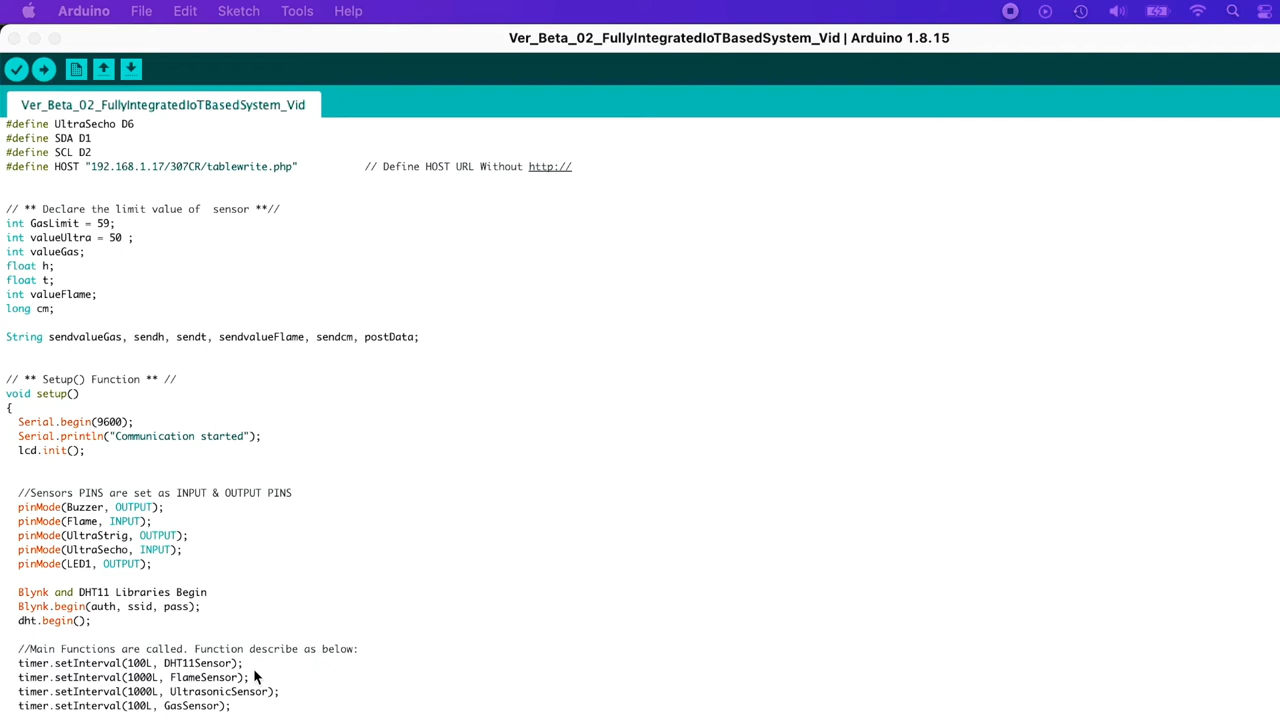 Arduino File Edit Sketch Tools Help
Ver_Beta_02_FullyIntegratedIoTBasedSystem_Vid | Arduino 1.8.15
Ver_Beta_02_FullyIntegratedIoTBasedSystem_Vid
#define UltraSecho D6
#define SDA D1
#define SCL D2
#define HOST "192.168.1.17/307CR/tablewrite.php" // Define HOST URL Without http://
// ** Declare the limit value of sensor **//
int GasLimit = 59;
int valueUltra = 50 ;
int valueGas;
float h;
float t;
int valueFlame;
long cm;
String sendvalueGas, sendh, sendt, sendvalueFlame, sendcm, postData;
// ** Setup() Function ** //
void setup()
{
Serial.begin(9600);
Serial.println("Communication started");
lcd.init();
//Sensors PINS are set as INPUT & OUTPUT PINS
pinMode(Buzzer, OUTPUT);
pinMode(Flame, INPUT);
pinMode(UltraStrig, OUTPUT);
pinMode(UltraSecho, INPUT);
pinMode(LED1, OUTPUT);
Blynk and DHT11 Libraries Begin
Blynk.begin(auth, ssid, pass);
dht.begin();
//Main Functions are called. Function describe as below:
timer.setInterval(100L, DHT11Sensor);
timer.setInterval(1000L, FlameSensor);
timer.setInterval(1000L, UltrasonicSensor);
timer.setInterval(100L, GasSensor);